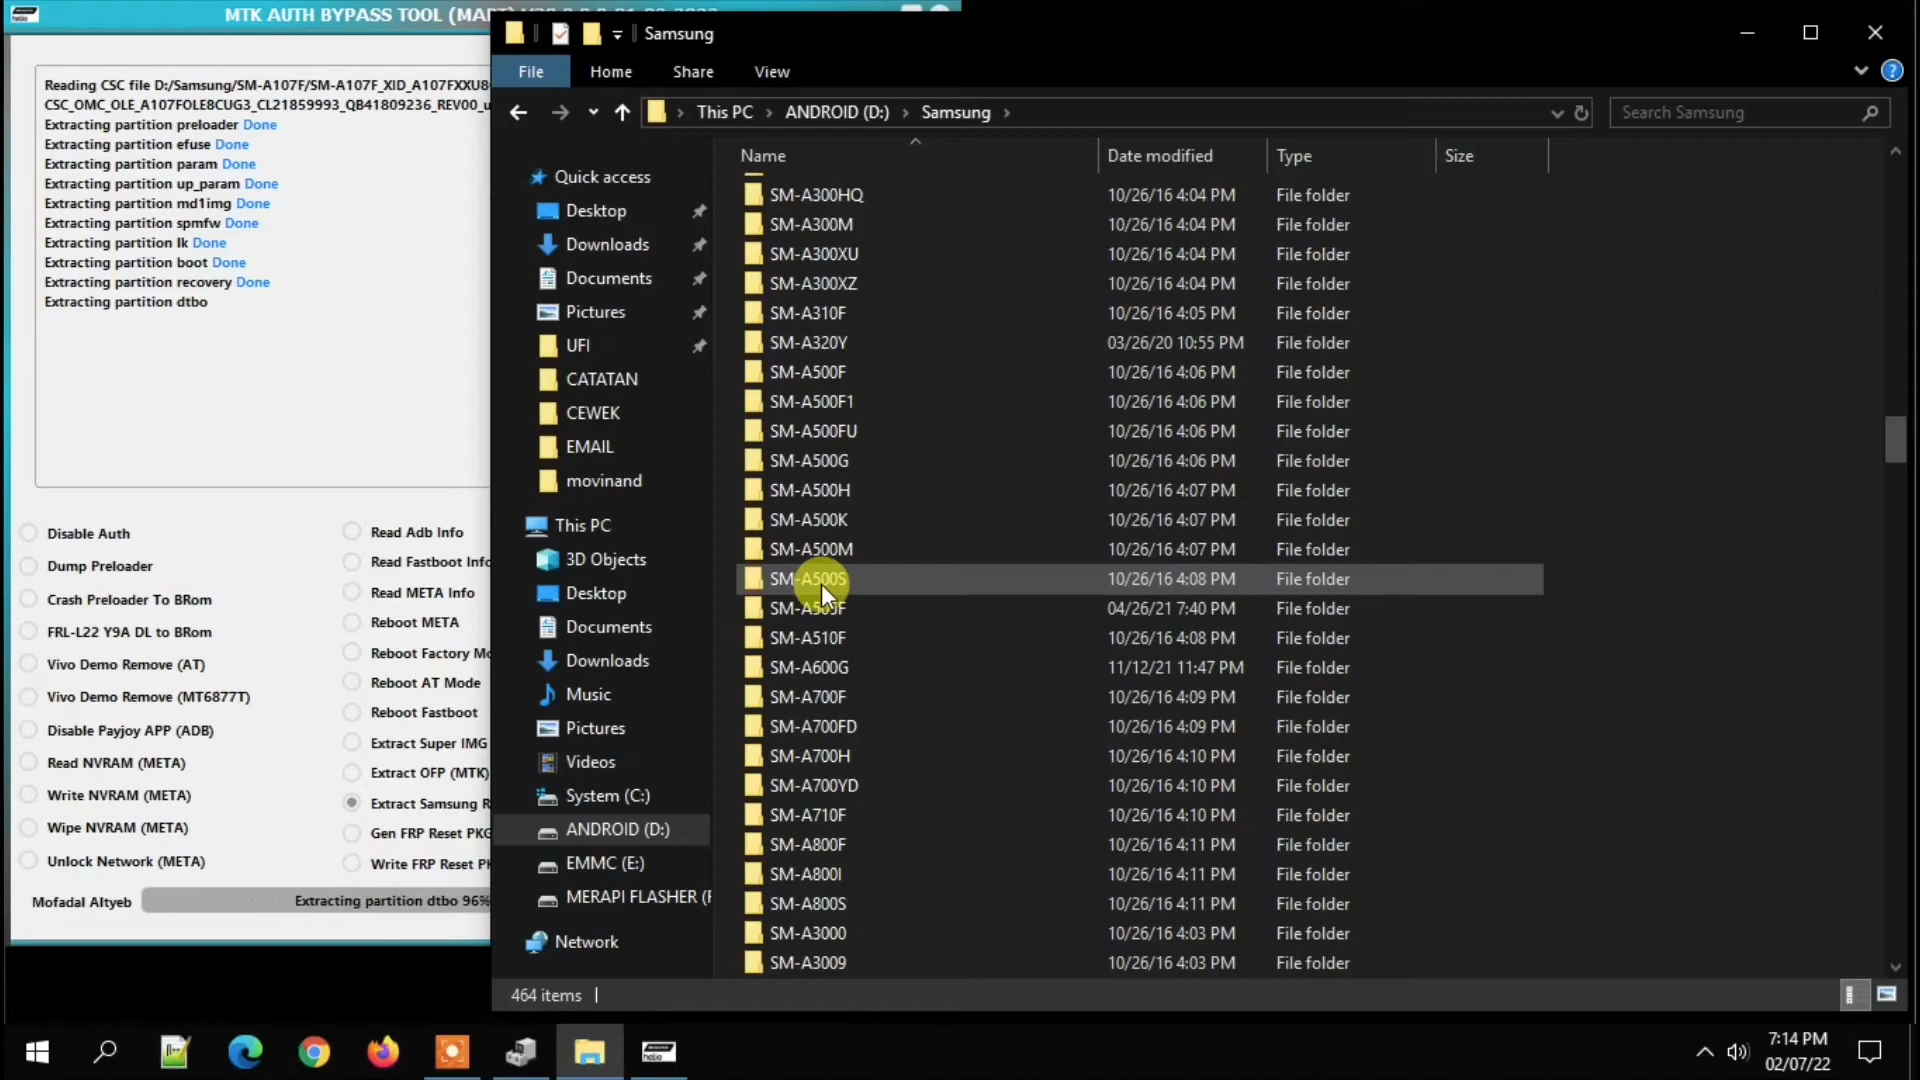 MTK AUTH BYPASS TOOL
Reading CSC file D:/Samsung/SM-A107F/SM-A107F_XID_A107FXXU8
CSC_OMC_OLE_A107FOLE8CUG3_CL21859993_QB41809236_REV00_u
Extracting partition preloader Done
Extracting partition efuse Done
Extracting partition param Done
Extracting partition up_param Done
Extracting partition md1img Done
Extracting partition spmfw Done
Extracting partition lk Done
Extracting partition boot Done
Extracting partition recovery Done
Extracting partition dtbo
Disable Auth
Dump Preloader
Crash Preloader To BRom
FRL-L22 Y9A DL to BRom
Vivo Demo Remove (AT)
Vivo Demo Remove (MT6877T)
Disable Payjoy APP (ADB)
Read NVRAM (META)
Write NVRAM (META)
Wipe NVRAM (META)
Unlock Network (META)
Read Adb Info
Read Fastboot Info
Read META Info
Reboot META
Reboot Factory Mo
Reboot AT Mode
Reboot Fastboot
Extract Super IMG
Extract OFP (MTK)
Extract Samsung R
Gen FRP Reset PKG
Write FRP Reset P
Mofadal Altyeb
Extracting partition dtbo 96%
Samsung
File
Home
Share
View
This PC
ANDROID (D:)
Samsung
Search Samsung
Quick access
Desktop
Downloads
Documents
Pictures
UFI
CATATAN
CEWEK
EMAIL
movinand
This PC
3D Objects
Desktop
Documents
Downloads
Music
Pictures
Videos
System (C:)
ANDROID (D:)
EMMC (E:)
MERAPI FLASHER (F
Network
Name Date modified Type Size
SM-A300HQ 10/26/16 4:04 PM File folder
SM-A300M 10/26/16 4:04 PM File folder
SM-A300XU 10/26/16 4:04 PM File folder
SM-A300XZ 10/26/16 4:04 PM File folder
SM-A310F 10/26/16 4:05 PM File folder
SM-A320Y 03/26/20 10:55 PM File folder
SM-A500F 10/26/16 4:06 PM File folder
SM-A500F1 10/26/16 4:06 PM File folder
SM-A500FU 10/26/16 4:06 PM File folder
SM-A500G 10/26/16 4:06 PM File folder
SM-A500H 10/26/16 4:07 PM File folder
SM-A500K 10/26/16 4:07 PM File folder
SM-A500M 10/26/16 4:07 PM File folder
SM-A500S 10/26/16 4:08 PM File folder
SM-A505F 04/26/21 7:40 PM File folder
SM-A510F 10/26/16 4:08 PM File folder
SM-A600G 11/12/21 11:47 PM File folder
SM-A700F 10/26/16 4:09 PM File folder
SM-A700FD 10/26/16 4:09 PM File folder
SM-A700H 10/26/16 4:10 PM File folder
SM-A700YD 10/26/16 4:10 PM File folder
SM-A710F 10/26/16 4:10 PM File folder
SM-A800F 10/26/16 4:11 PM File folder
SM-A800I 10/26/16 4:11 PM File folder
SM-A800S 10/26/16 4:11 PM File folder
SM-A3000 10/26/16 4:03 PM File folder
SM-A3009 10/26/16 4:03 PM File folder
464 items
7:14 PM
02/07/22